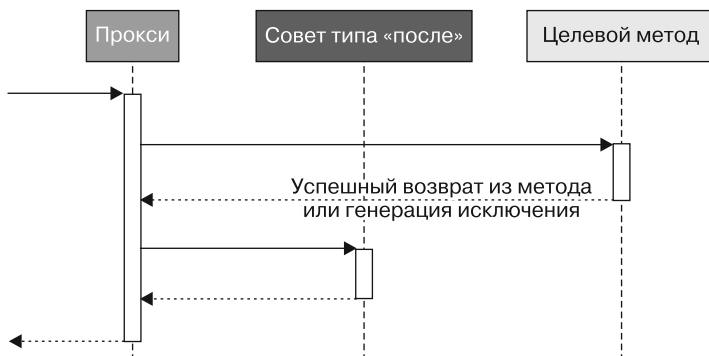 Прокси
Совет типа «после»
Целевой метод
Успешный возврат из метода
или генерация исключения